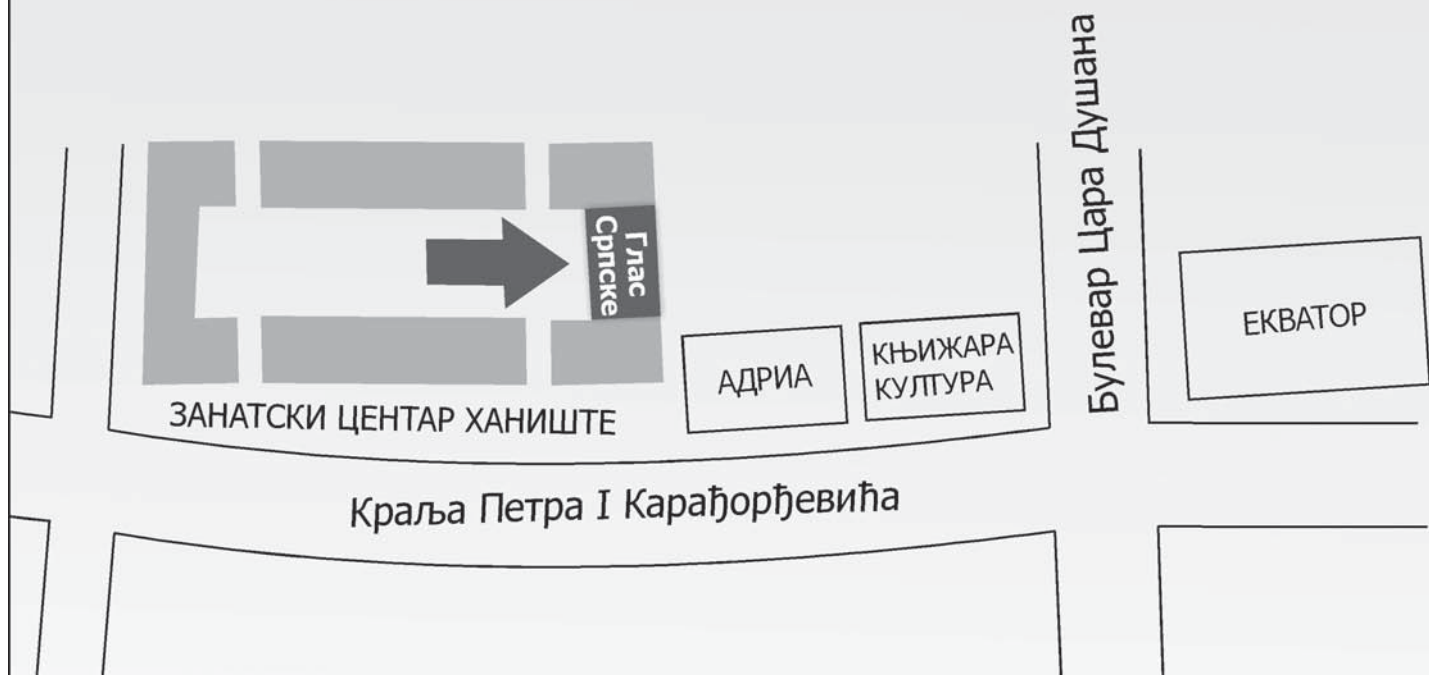 Булевар Цара Душана
Глас
Српске
ЕКВАТОР
АДРИА
КЊИЖАРА
КУЛТУРА
ЗАНАТСКИ ЦЕНТАР ХАНИШТЕ
Краља Петра I Карађорђевића